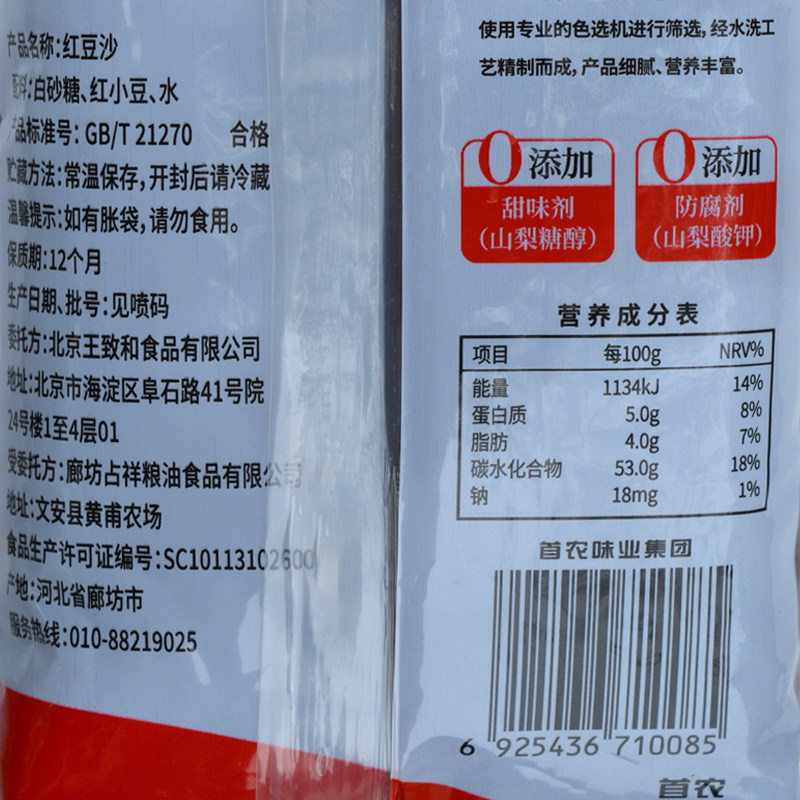 产品名称:红豆沙
配料:白砂糖、红小豆、水
产品标准号: GB/T 21270 合格
贮藏方法:常温保存,开封后请冷藏
温馨提示:如有胀袋,请勿食用。
保质期:12个月
生产日期、批号:见喷码
委托方:北京王致和食品有限公司
地址:北京市海淀区阜石路41号院
24号楼1至4层01
受委托方:廊坊占祥粮油食品有限公司
地址:文安县黄甫农场
食品生产许可证编号:SC10113102600
产地:河北省廊坊市
服务热线:010-88219025
使用专业的色选机进行筛选,经水洗工
艺精制而成,产品细腻、营养丰富。
0添加
甜味剂
(山梨糖醇)
0添加
防腐剂
(山梨酸钾)
营养成分表
项目 每100g NRV%
能量 1134kJ 14%
蛋白质 5.0g 8%
脂肪 4.0g 7%
碳水化合物 53.0g 18%
钠 18mg 1%
首农味业集团
6 925436 710085
首农